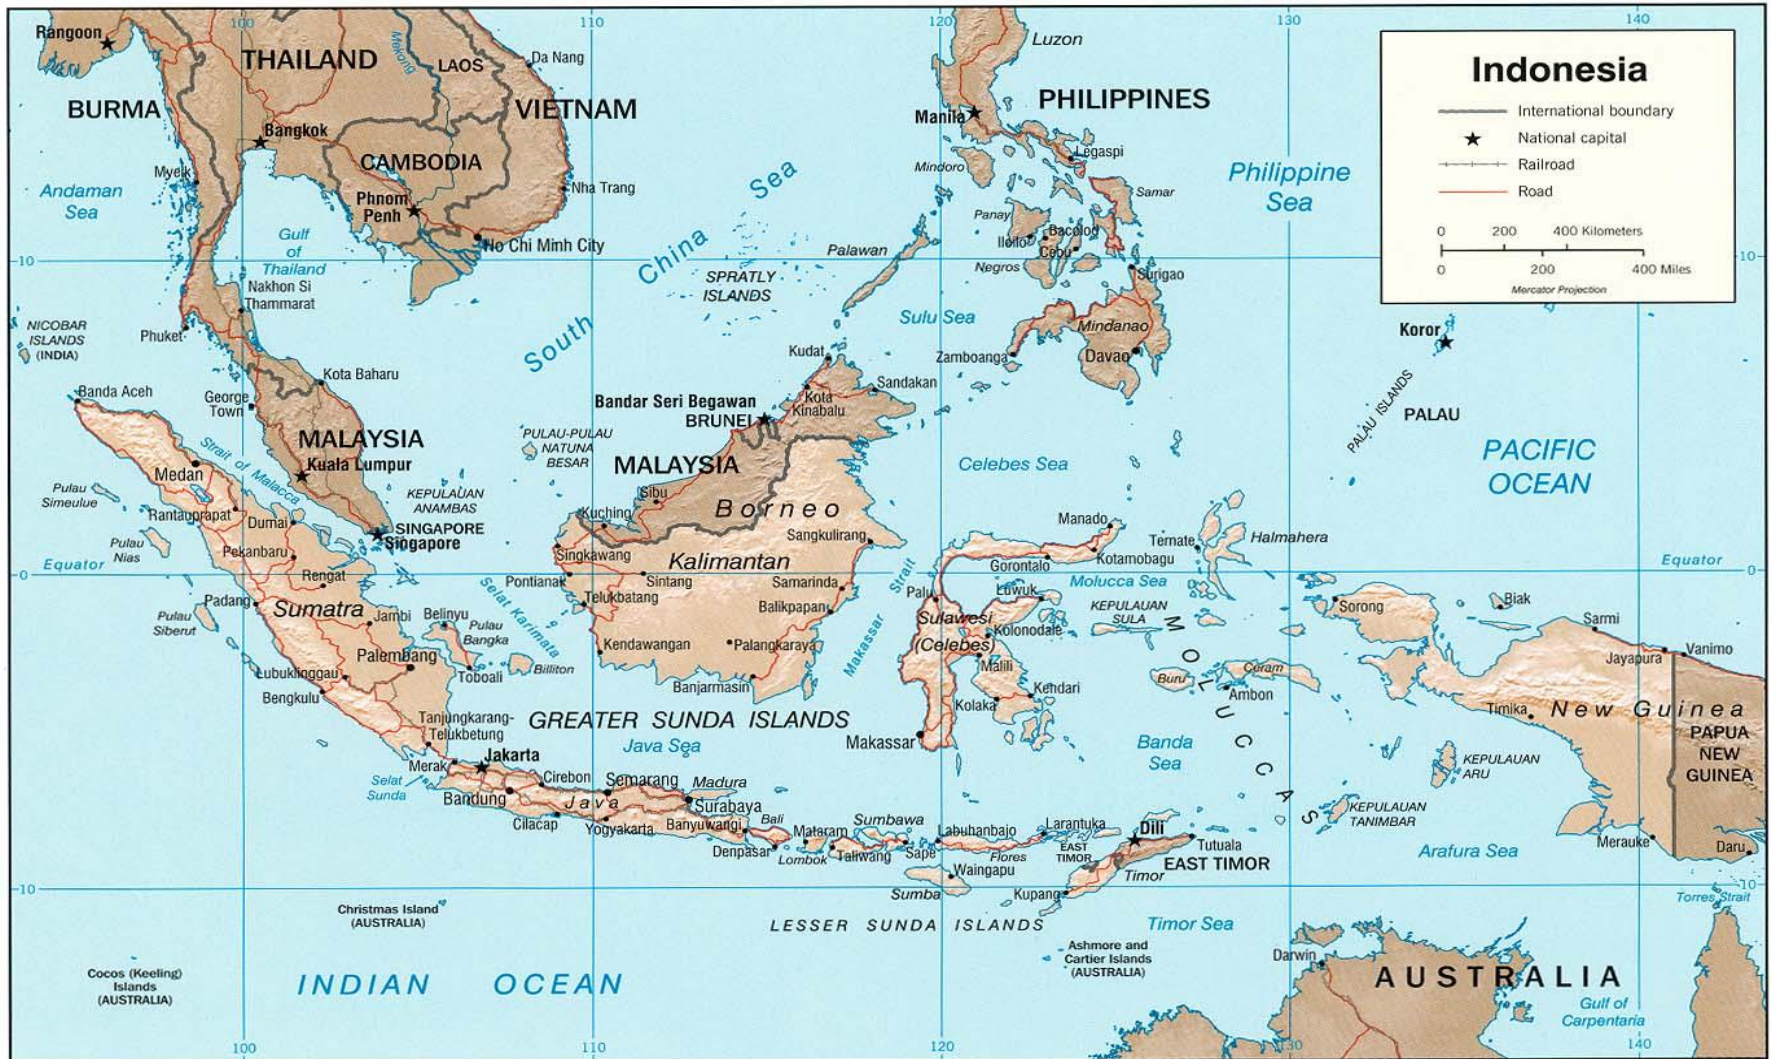 100
110
120
130
140
Rangoon
THAILAND
LAOS
Mekong
Da Nang
Luzon
BURMA
VIETNAM
PHILIPPINES
Bangkok
Manila
CAMBODIA
Legaspi
Myeik
Mindoro
Andaman
Sea
Phnom
Penh
Nha Trang
Samar
Philippine
Sea
Panay
Bacolod
Iloilo
Cebu
Gulf
of
Thailand
Ho Chi Minh City
South China Sea
Palawan
Negros
Surigao
10
10
Nakhon Si
Thammarat
SPRATLY
ISLANDS
Sulu Sea
Mindanao
NICOBAR
ISLANDS
(INDIA)
Phuket
Zamboanga
Davao
Koror
Kudat
PALAU ISLANDS
PALAU
Indonesia
International boundary
National capital
Railroad
Road
0 200 400 Kilometers
0 200 400 Miles
Mercator Projection
Banda Aceh
Kota Baharu
George
Town
Sandakan
Kota
Kinabalu
Bandar Seri Begawan
BRUNEI
MALAYSIA
Kuala Lumpur
Strait of Malacca
PULAU-PULAU
NATUNA
BESAR
MALAYSIA
Celebes Sea
PACIFIC
OCEAN
Medan
Pulau
Simeulue
KEPULAUAN
ANAMBAS
Sibu
Borneo
Rantauprapat
Dumai
SINGAPORE
Singapore
Kuching
Manado
Pulau
Nias
Pekanbaru
Singkawang
Sangkulirang
Ternate
Halmahera
Kotamobagu
Gorontalo
Kalimantan
Equator
Equator
0
0
Rengat
Pontianak
Sintang
Samarinda
Molucca Sea
Padang
Sumatra
Telukbatang
Balikpapan
Makassar Strait
Palu
Luwuk
KEPULAUAN
SULA
Sorong
Biak
Sarmi
Pulau
Siberut
Jambi
Belinyu
Pulau
Bangka
Selat Karimata
Sulawesi
(Celebes)
Kolonodale
MOLUCCAS
Kendawangan
Palangkaraya
Malili
Palembang
Toboali
Billiton
Jayapura
Vanimo
Lubuklinggau
Bengkulu
Banjarmasin
Kendari
Kolaka
Buru
Ceram
Ambon
Timika
New Guinea
Tanjungkarang-
Telukbetung
GREATER SUNDA ISLANDS
Java Sea
Makassar
Banda
Sea
PAPUA
NEW
GUINEA
KEPULAUAN
ARU
Merak
Jakarta
Selat
Sunda
Cirebon
Semarang
Madura
Bandung
Java
Surabaya
KEPULAUAN
TANIMBAR
Cilacap
Yogyakarta
Banyuwangi
Bali
Denpasar
Mataram
Lombok
Sumbawa
Taliwang
Sape
Labuhanbajo
Larantuka
Flores
EAST
TIMOR
Dili
Tutuala
EAST TIMOR
Timor
Arafura Sea
Merauke
Daru
Waingapu
Sumba
Kupang
10
10
Torres Strait
Christmas Island
(AUSTRALIA)
LESSER SUNDA ISLANDS
Timor Sea
Ashmore and
Cartier Islands
(AUSTRALIA)
Darwin
AUSTRALIA
Cocos (Keeling)
Islands
(AUSTRALIA)
INDIAN OCEAN
Gulf of
Carpentaria
100
110
120
130
140